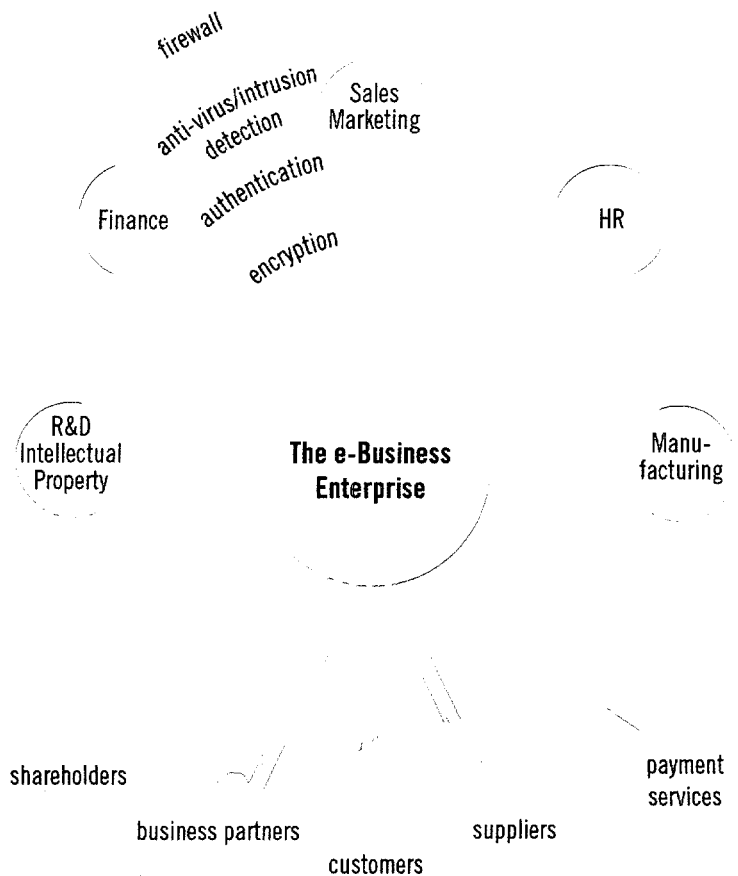 firewall
anti-virus/intrusion
detection
authentication
encryption
Sales
Marketing
Finance
HR
R&D
Intellectual
Property
The e-Business
Enterprise
Manu-
facturing
shareholders
business partners
customers
suppliers
payment
services